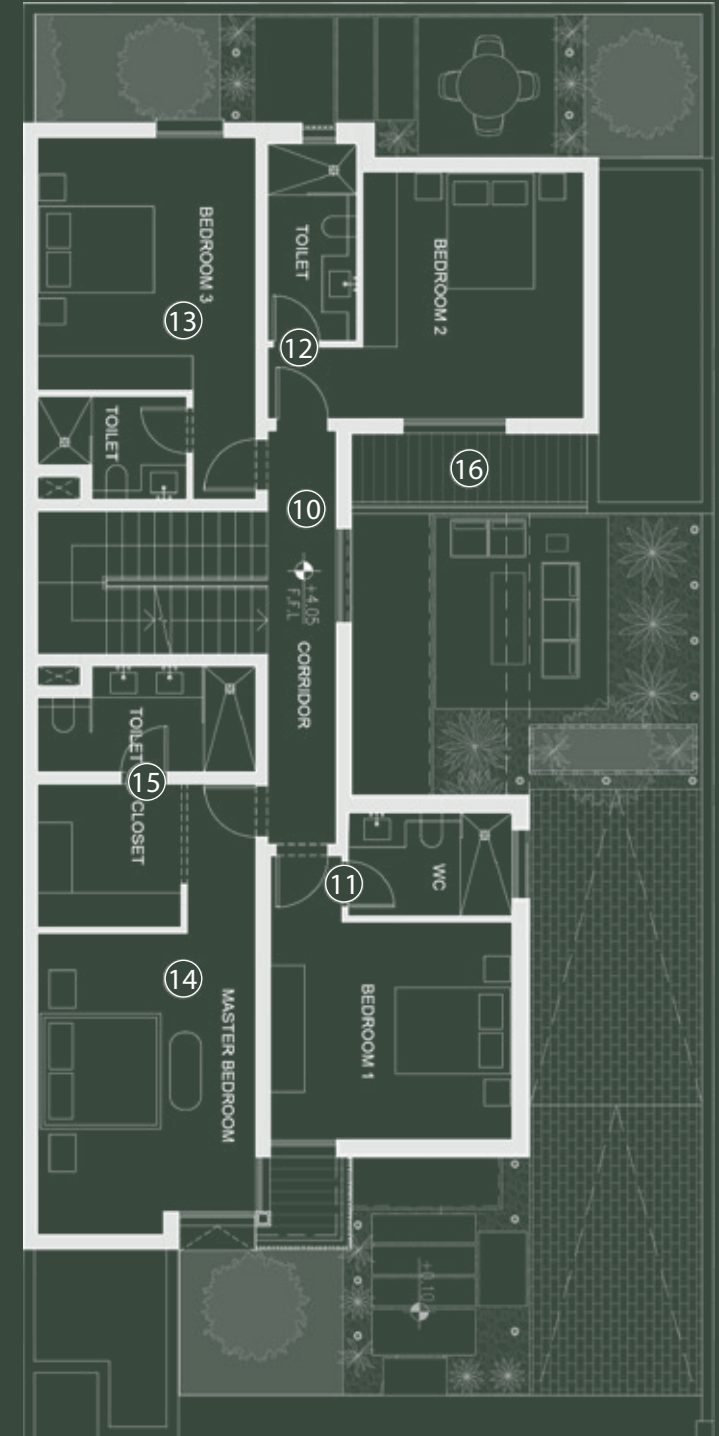 BEDROOM 3
13
TOILET
12
BEDROOM 2
TOILET
16
10
+4.05
F.F.L
CORRIDOR
TOILET
15
CLOSET
11
WC
14
MASTER BEDROOM
BEDROOM 1
+0.10